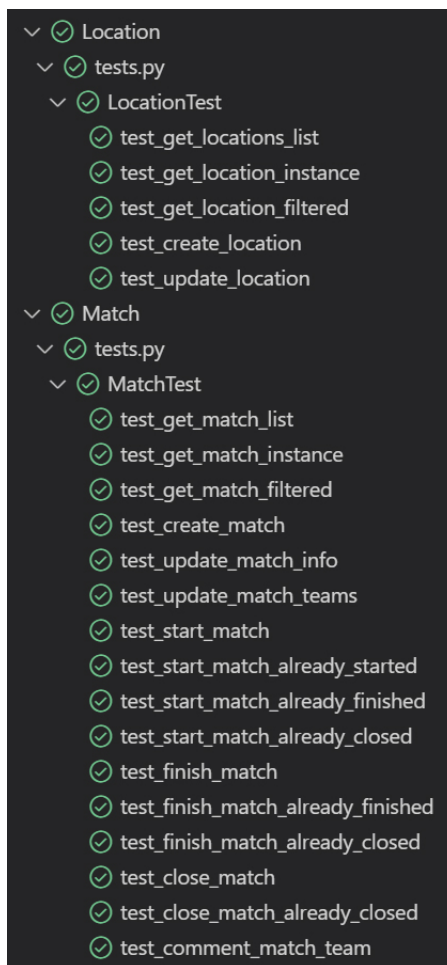 Location
tests.py
LocationTest
test_get_locations_list
test_get_location_instance
test_get_location_filtered
test_create_location
test_update_location
Match
tests.py
MatchTest
test_get_match_list
test_get_match_instance
test_get_match_filtered
test_create_match
test_update_match_info
test_update_match_teams
test_start_match
test_start_match_already_started
test_start_match_already_finished
test_start_match_already_closed
test_finish_match
test_finish_match_already_finished
test_finish_match_already_closed
test_close_match
test_close_match_already_closed
test_comment_match_team